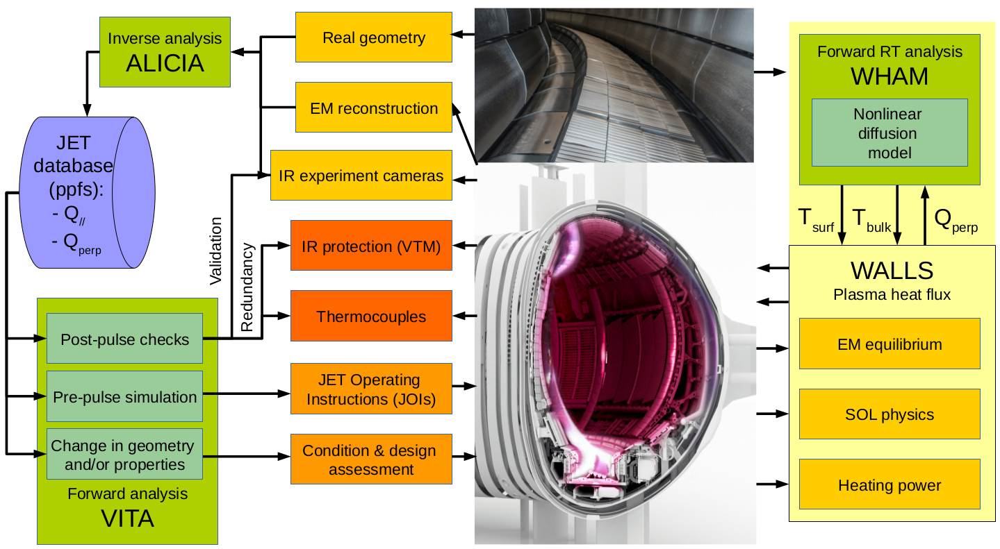 Inverse analysis
ALICIA
JET
database
(ppfs):
- Q//
- Qperp
Real geometry
EM reconstruction
IR experiment cameras
Validation
Redundancy
IR protection (VTM)
Thermocouples
JET Operating
Instructions (JOIs)
Condition & design
assessment
Post-pulse checks
Pre-pulse simulation
Change in geometry
and/or properties
Forward analysis
VITA
Forward RT analysis
WHAM
Nonlinear
diffusion
model
Tsurf
Tbulk
Qperp
WALLS
Plasma heat flux
EM equilibrium
SOL physics
Heating power